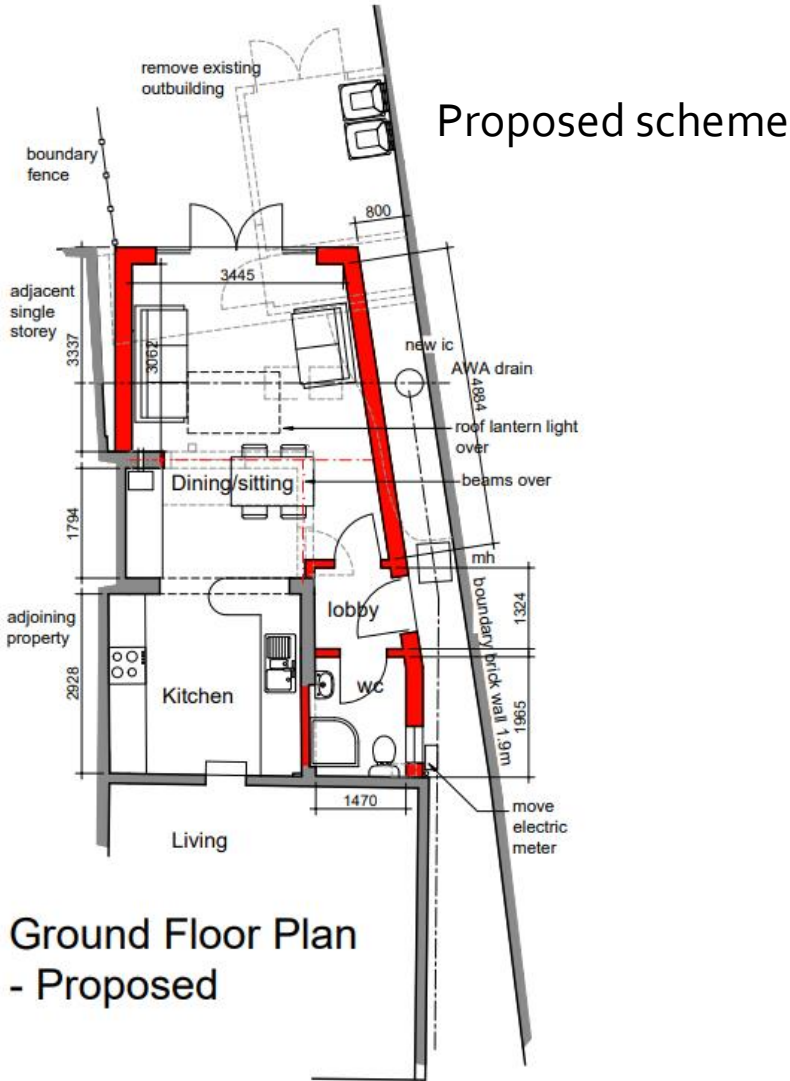 remove existing
outbuilding
Proposed scheme
boundary
fence
800
3445
adjacent
single
storey
3337
3062
new ic
AWA drain
4884
roof lantern light
over
Dining/sitting
beams over
1794
mh
boundary brick wall 1.9m
1324
lobby
adjoining
property
2928
Kitchen
wc
1965
1470
move
electric
meter
Living
Ground Floor Plan
- Proposed